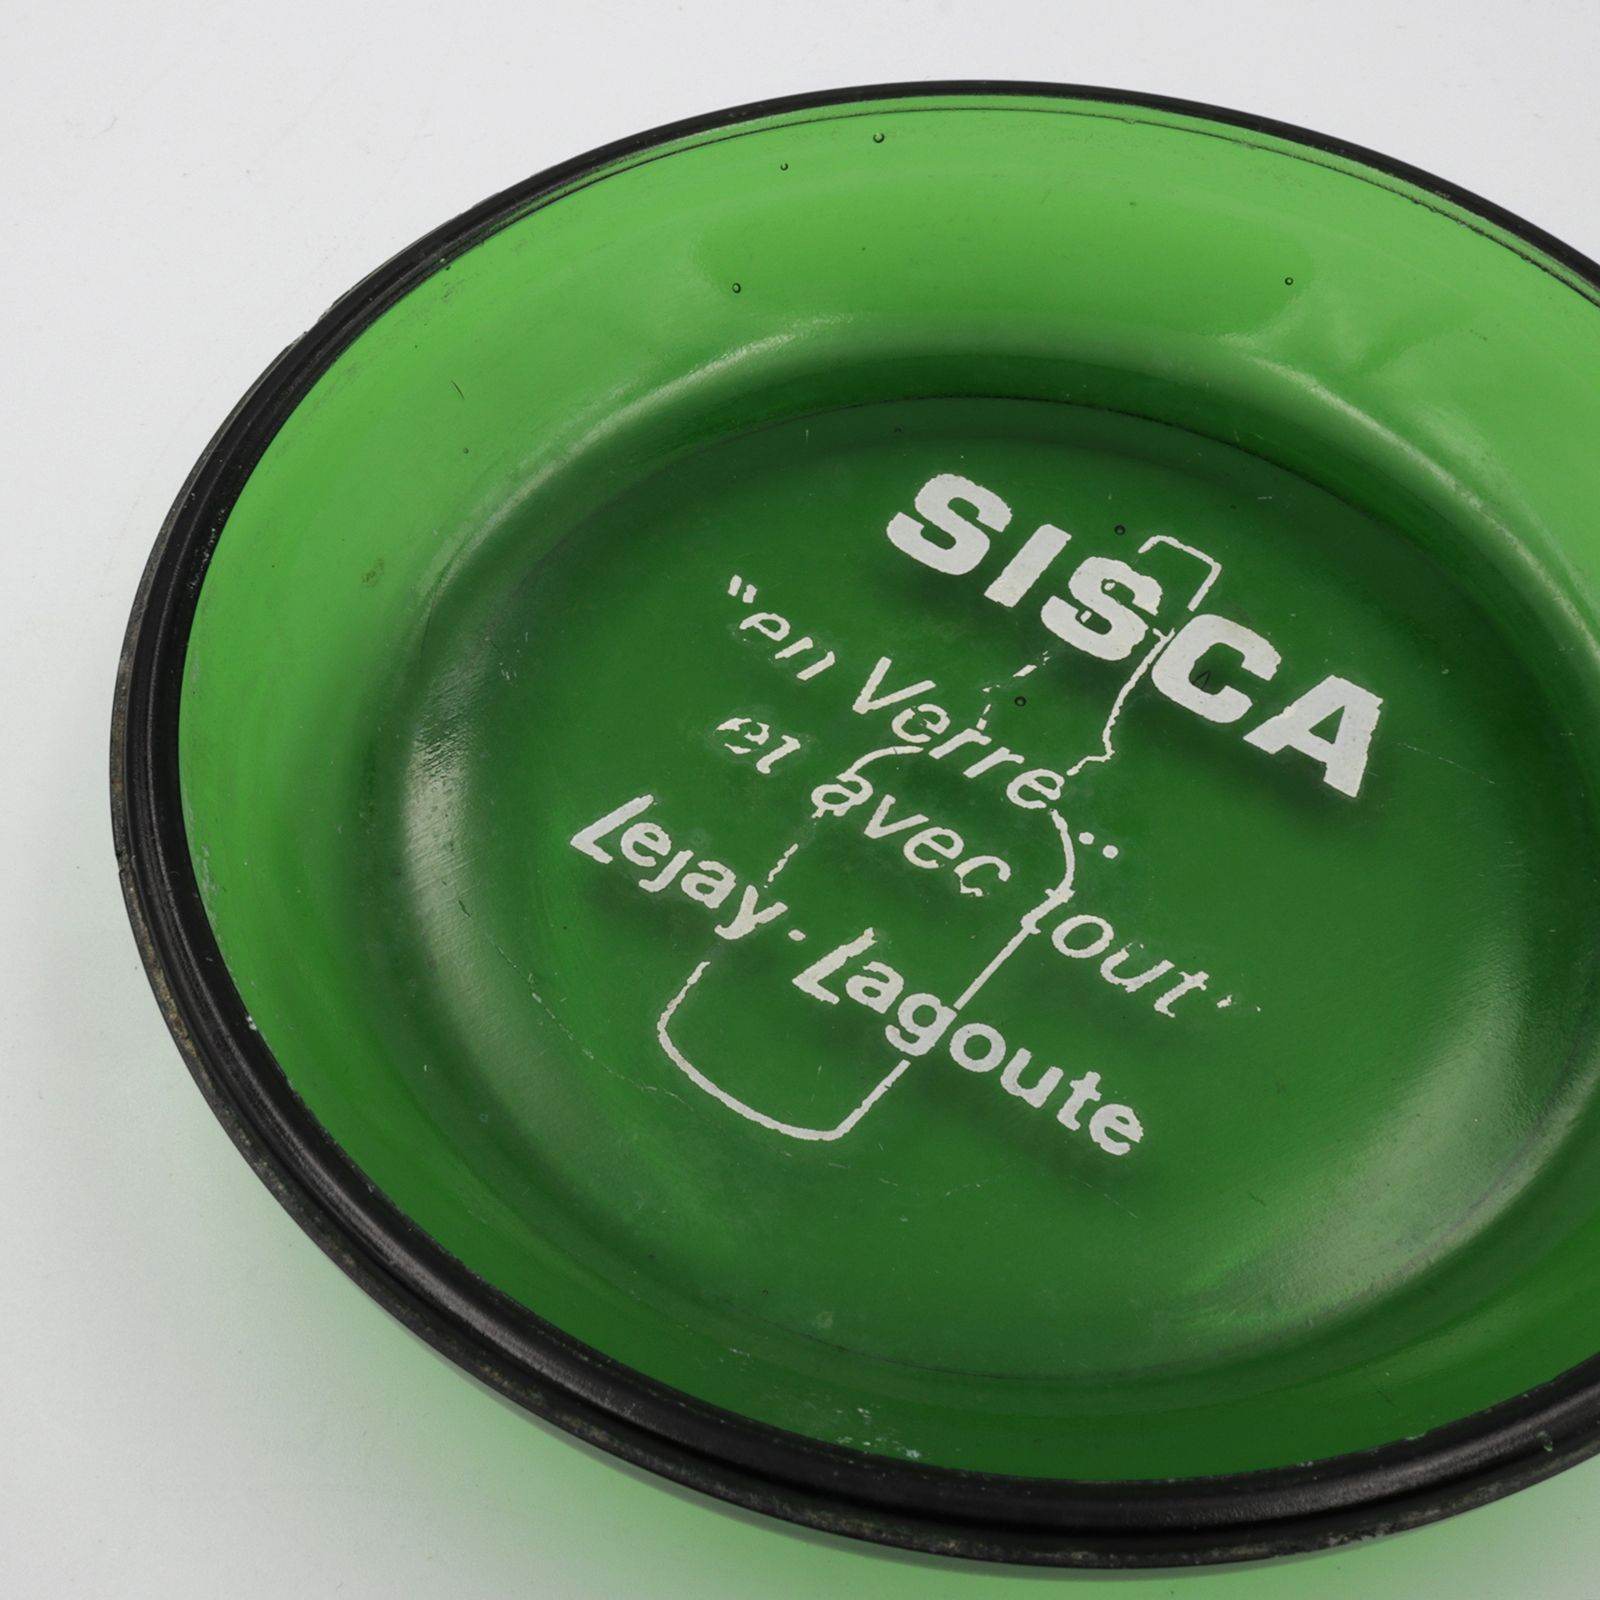 SISCA
"en Verre..
et avec tout"
Lejay-Lagoute